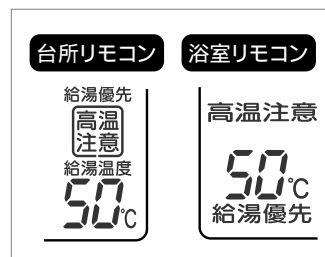 台所リモコン
給湯優先
高温
注意
給湯温度
50℃
浴室リモコン
高温注意
50℃
給湯優先